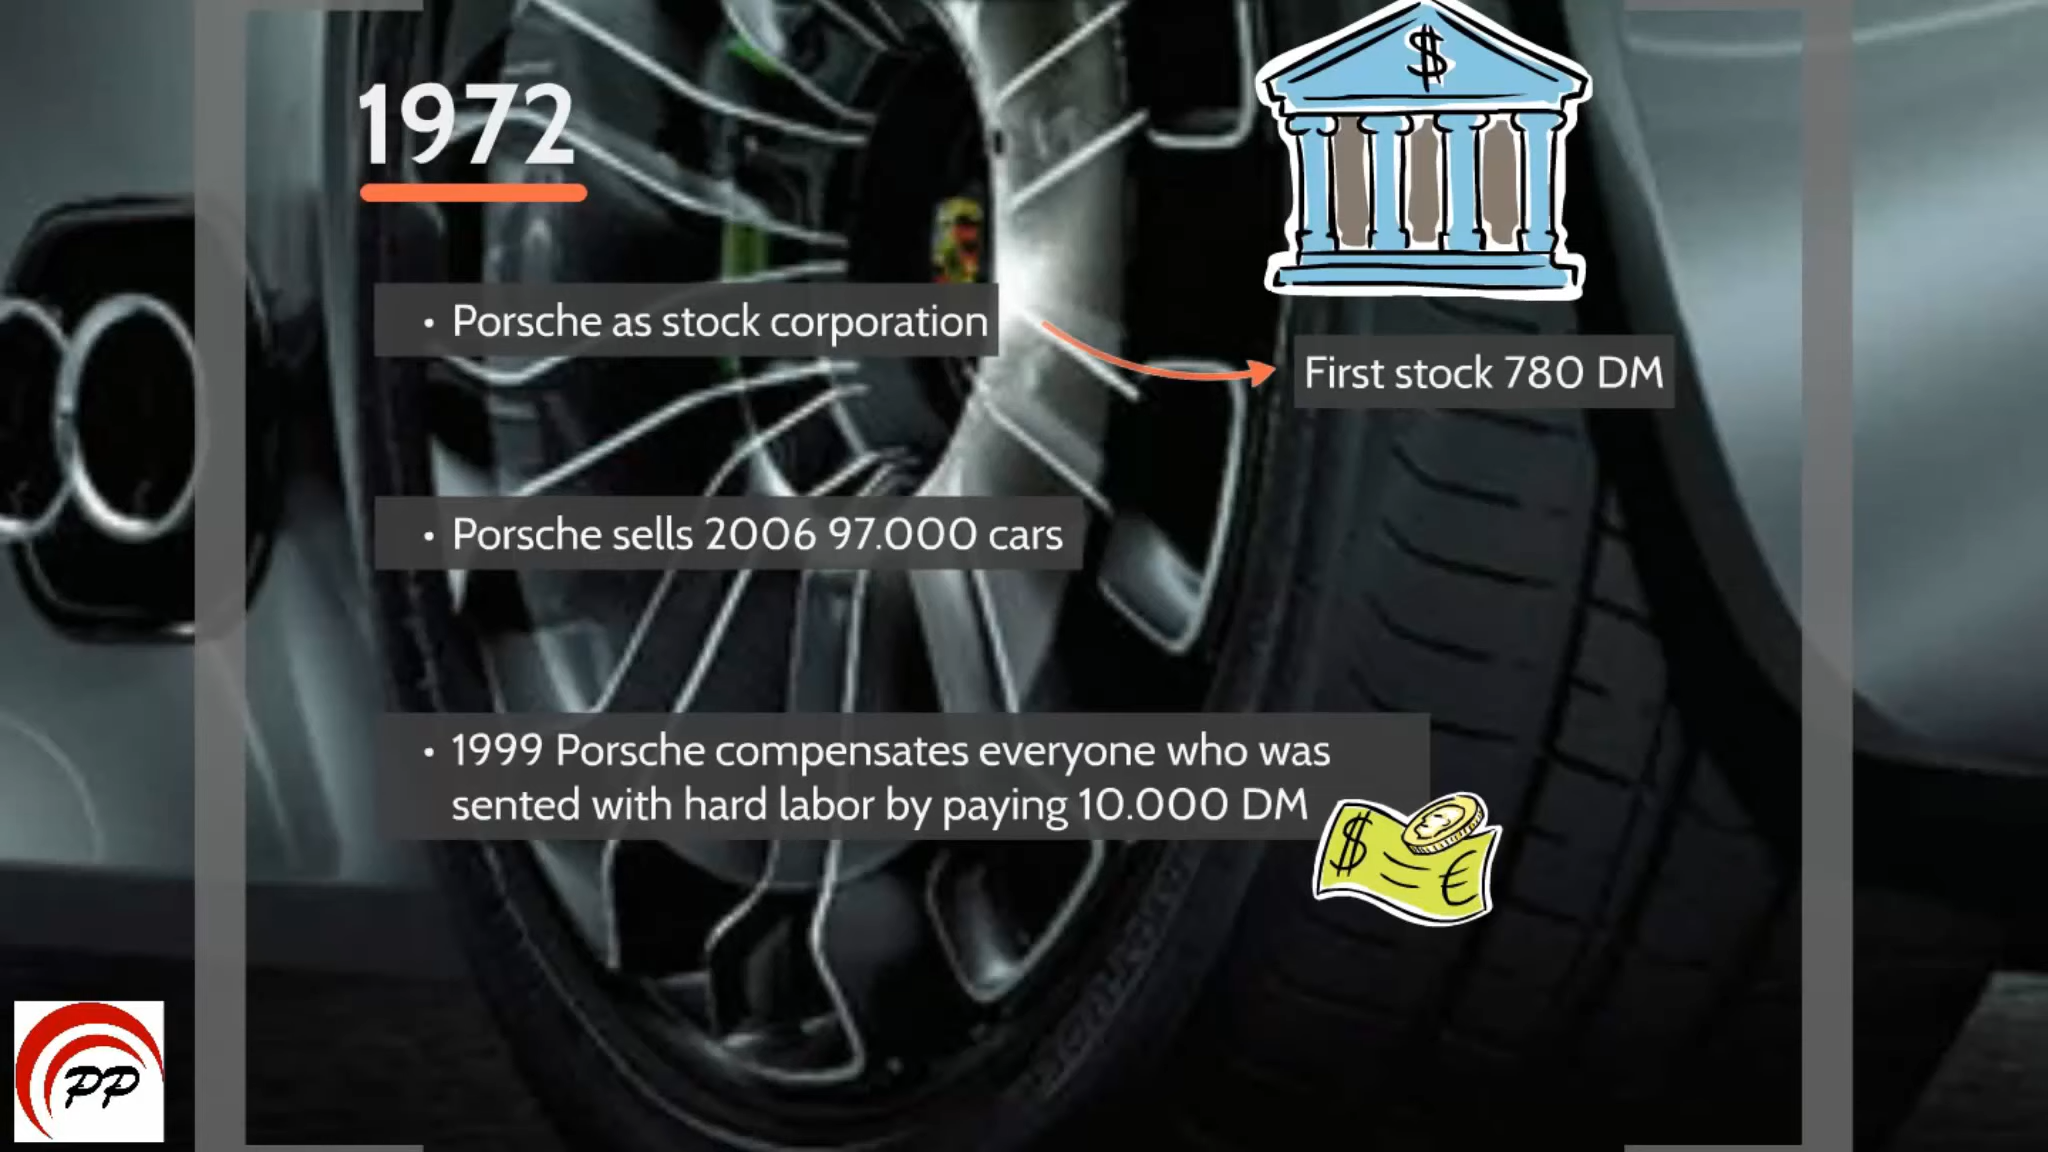 1972
• Porsche as stock corporation
First stock 780 DM
• Porsche sells 2006 97.000 cars
• 1999 Porsche compensates everyone who was
sented with hard labor by paying 10.000 DM
$
$ €
PP